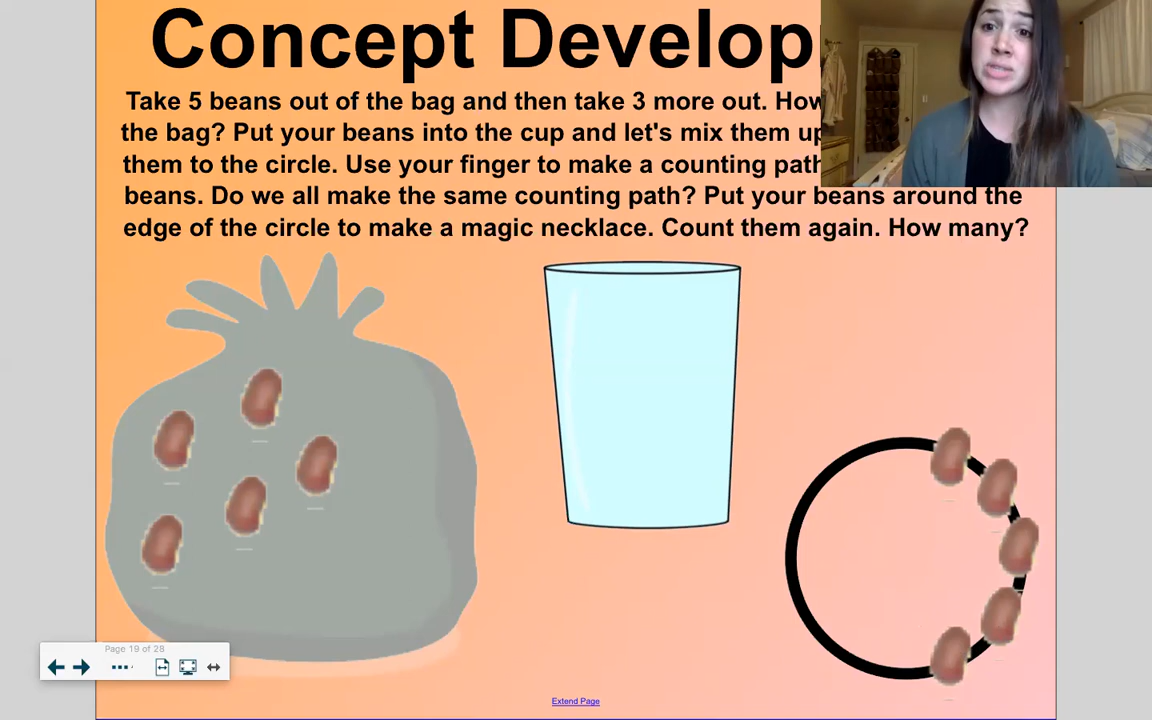 Concept Develop
Take 5 beans out of the bag and then take 3 more out. How
the bag? Put your beans into the cup and let's mix them up
them to the circle. Use your finger to make a counting path
beans. Do we all make the same counting path? Put your beans around the
edge of the circle to make a magic necklace. Count them again. How many?
Page 19 of 28
Extend Page